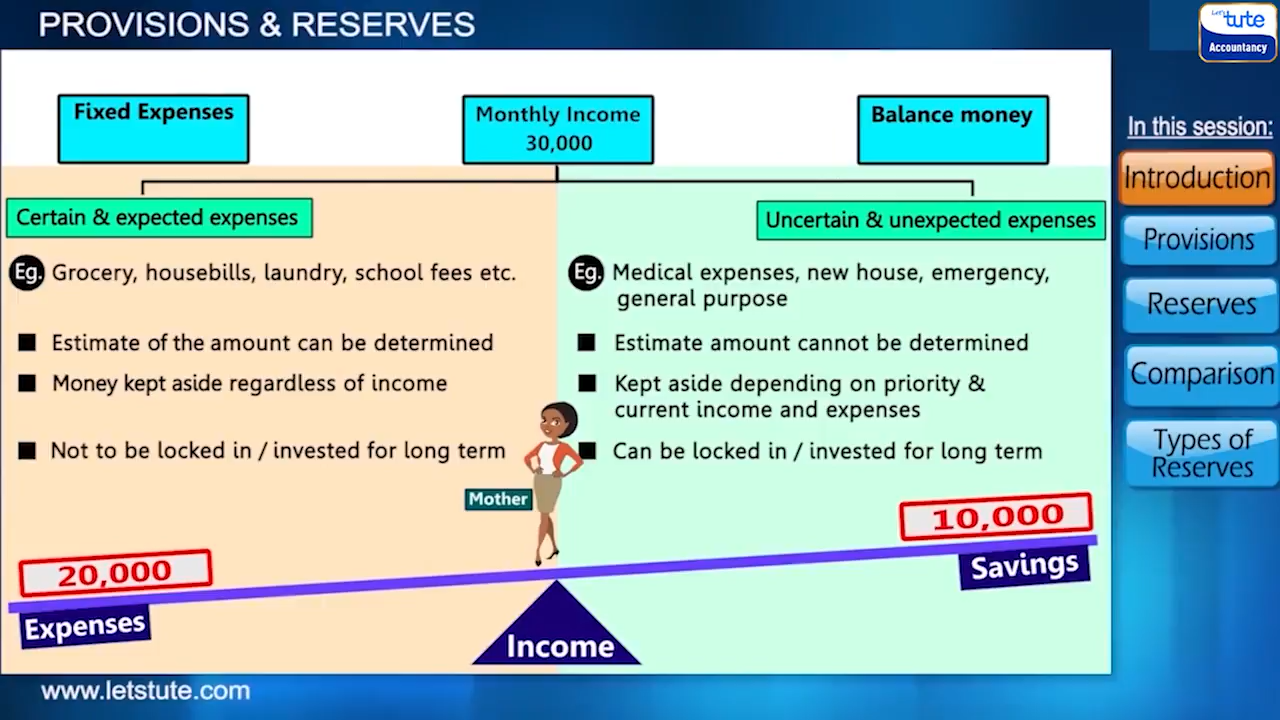 PROVISIONS & RESERVES
Let's
tute
Accountancy
Fixed Expenses
Monthly Income
30,000
Balance money
Certain & expected expenses
Uncertain & unexpected expenses
Eg. Grocery, housebills, laundry, school fees etc.
Estimate of the amount can be determined
Money kept aside regardless of income
Not to be locked in / invested for long term
Eg. Medical expenses, new house, emergency,
general purpose
Estimate amount cannot be determined
Kept aside depending on priority &
current income and expenses
Can be locked in / invested for long term
Mother
20,000
Expenses
10,000
Savings
Income
In this session:
Introduction
Provisions
Reserves
Comparison
Types of
Reserves
www.letstute.com